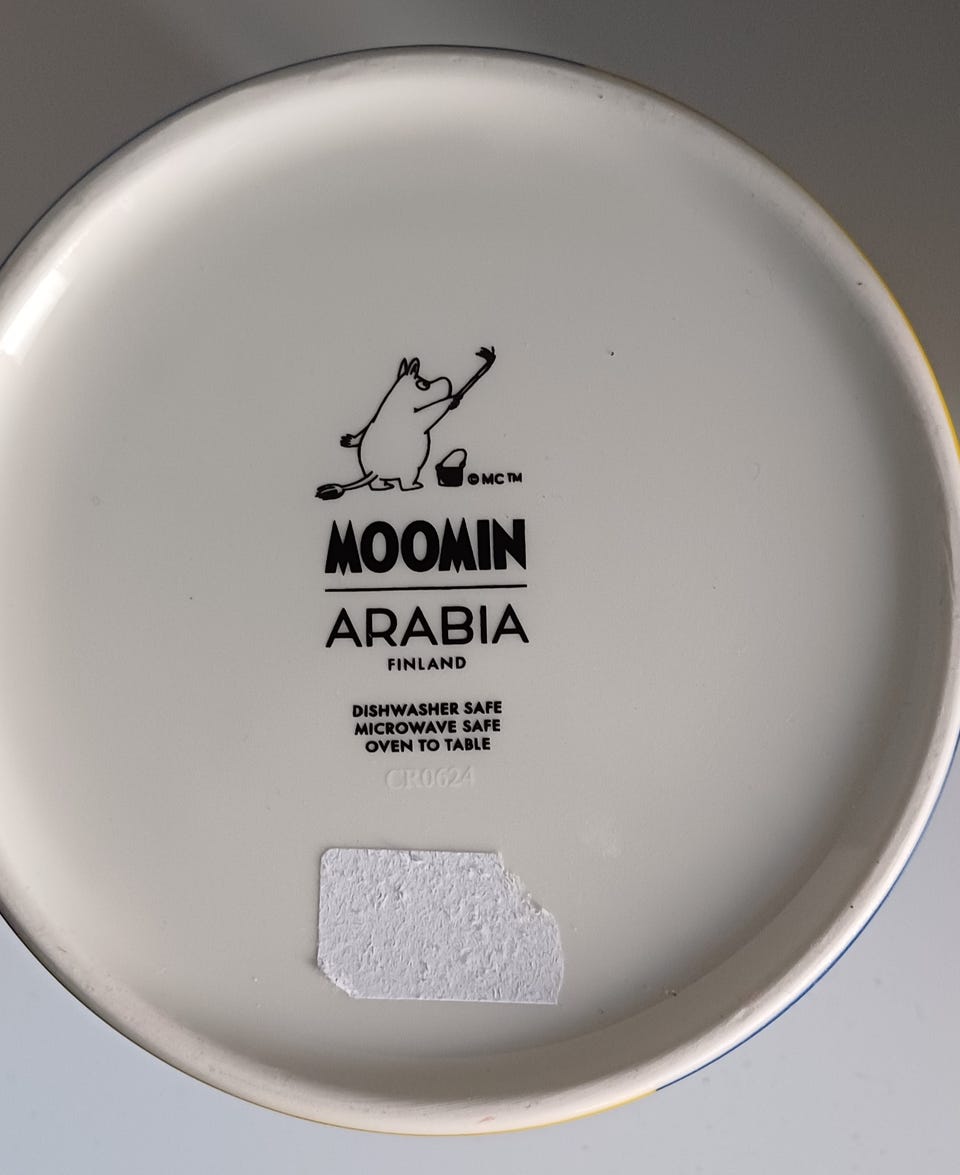 © MC™
MOOMIN
ARABIA
FINLAND
DISHWASHER SAFE
MICROWAVE SAFE
OVEN TO TABLE
CR0624